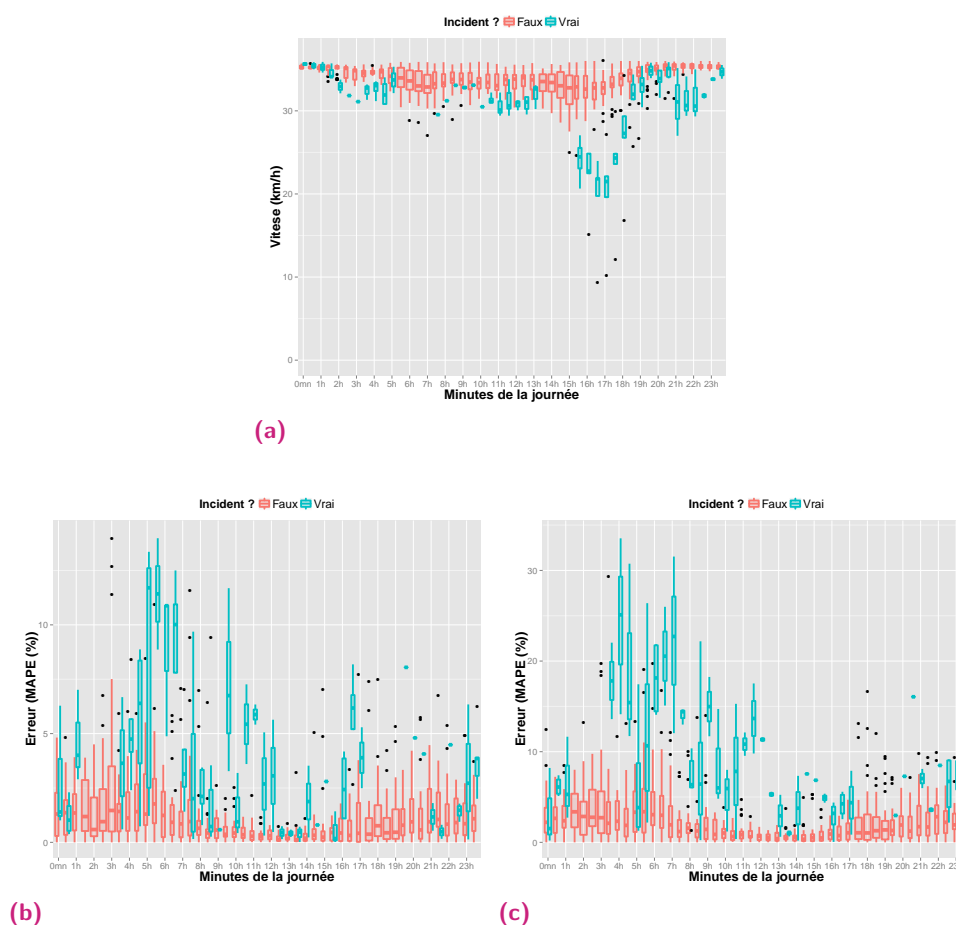 Incident ? Faux Vrai
Vitese (km/h)
30
20
10
0
0mn 1h 2h 3h 4h 5h 6h 7h 8h 9h 10h 11h 12h 13h 14h 15h 17h 18h 19h 20h 21h 22h 23h
Minutes de la journée
(a)
Incident ? Faux Vrai
Erreur (MAPE (%))
10
5
0
0mn 1h 2h 3h 4h 5h 6h 7h 8h 9h 10h 11h 12h 13h 14h 15h 16h 17h 18h 19h 20h 21h 22h 23h
Minutes de la journée
(b)
Incident ? Faux Vrai
Erreur (MAPE (%))
30
20
10
0
0mn 1h 2h 3h 4h 5h 6h 7h 8h 9h 10h 11h 12h 13h 14h 15h 16h 17h 18h 19h 20h 21h 22h 23h
Minutes de la journée
(c)